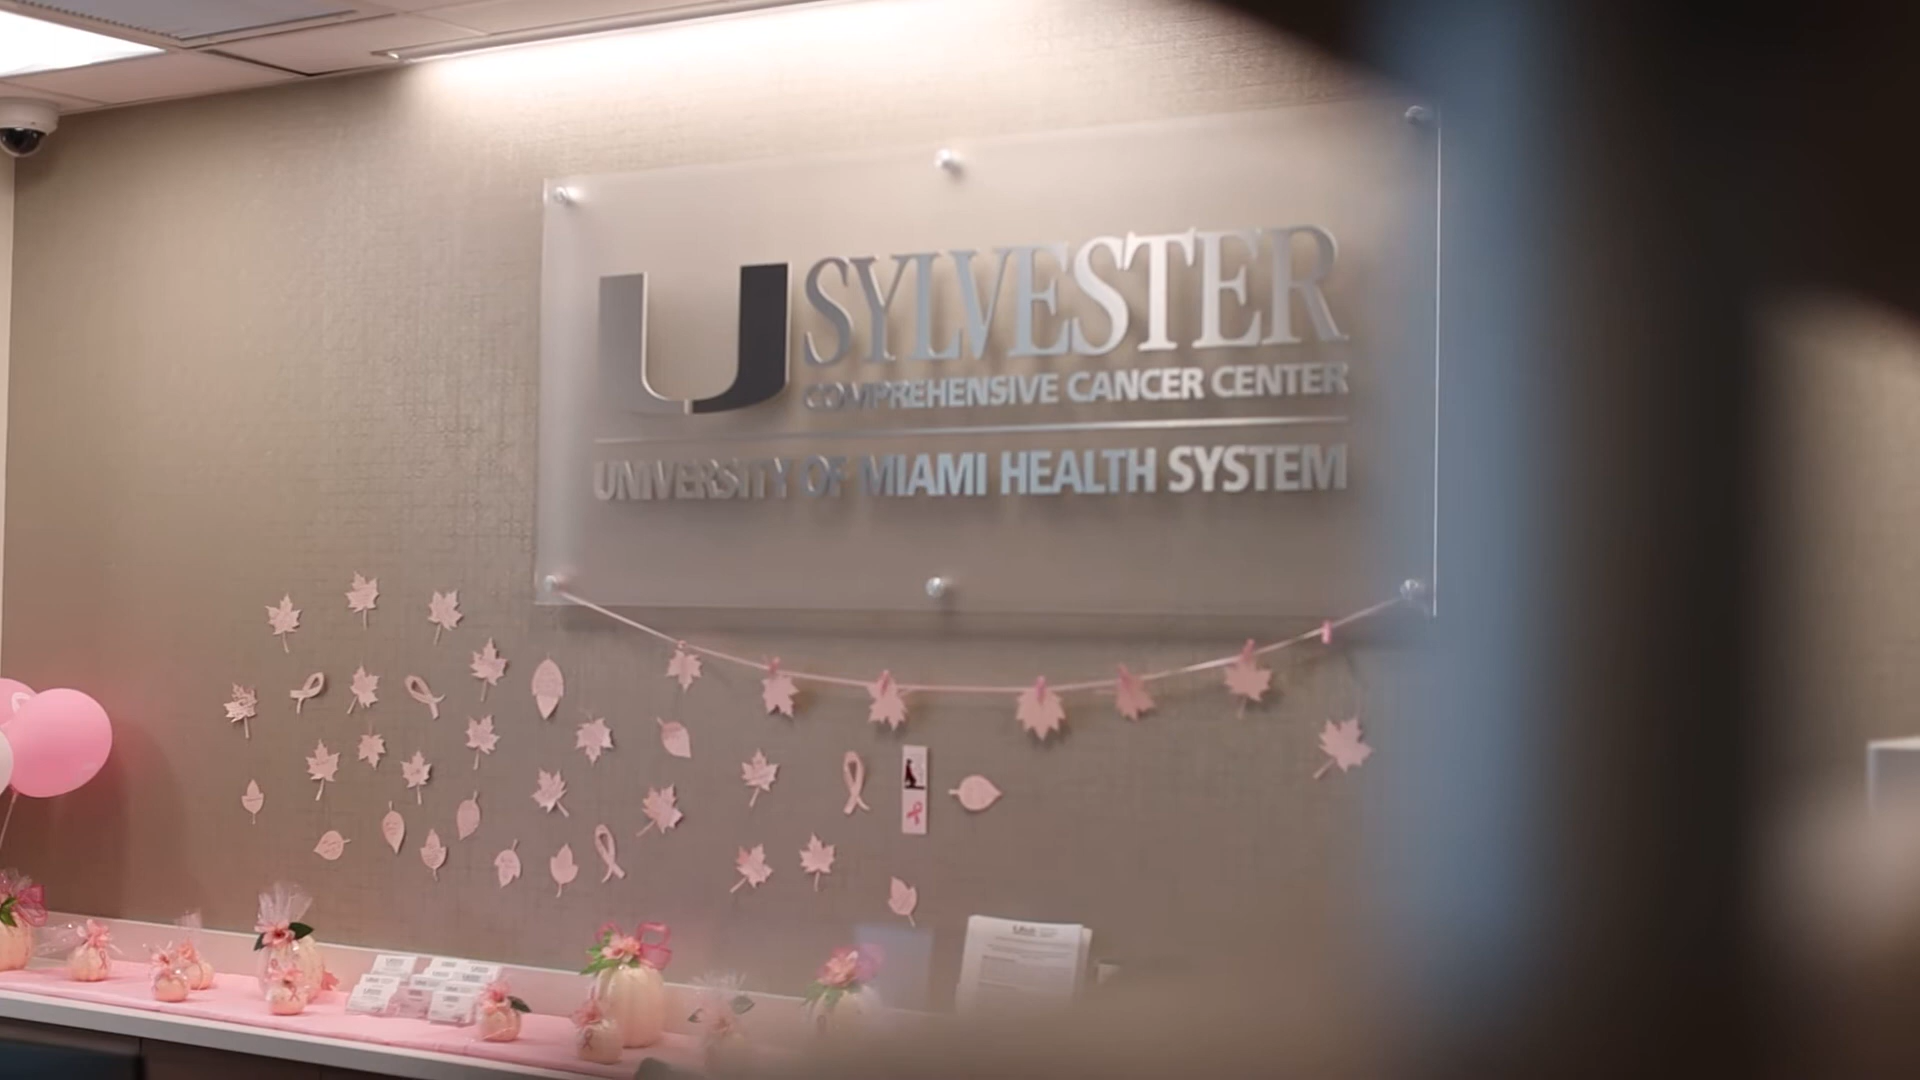 U SYLVESTER
COMPREHENSIVE CANCER CENTER
UNIVERSITY OF MIAMI HEALTH SYSTEM